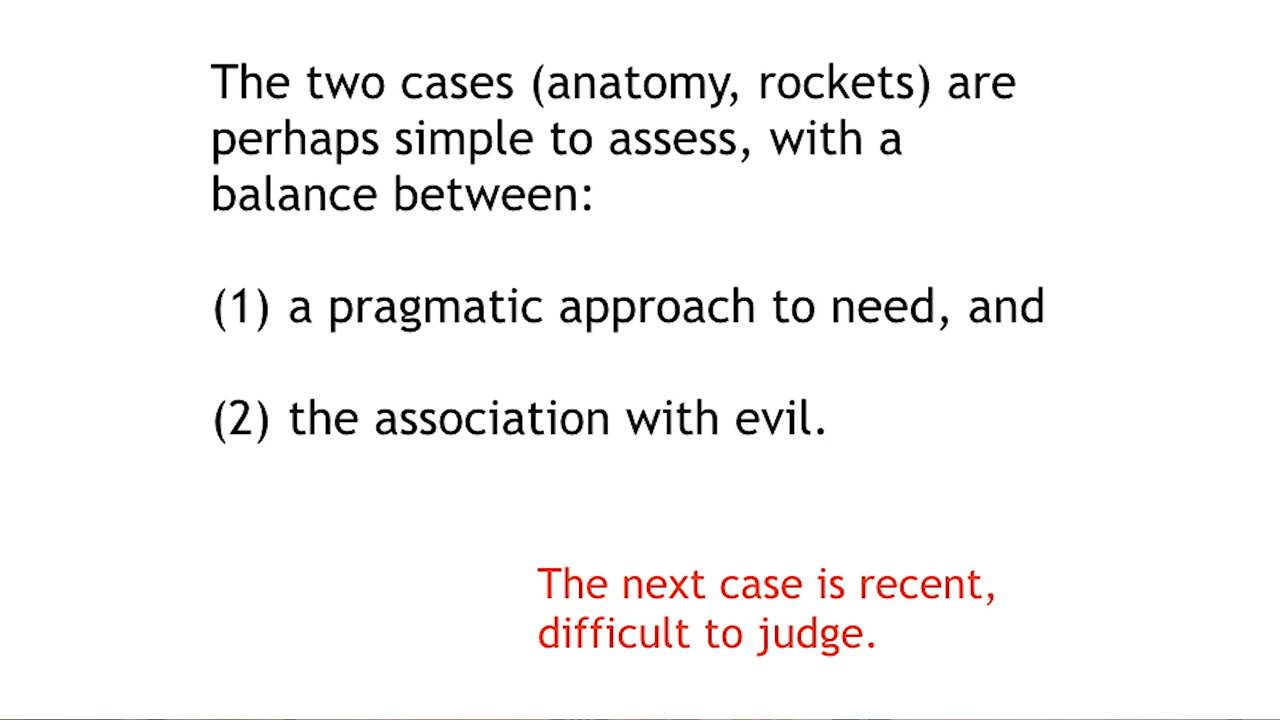 The two cases (anatomy, rockets) are
perhaps simple to assess, with a
balance between:
(1) a pragmatic approach to need, and
(2) the association with evil.
The next case is recent,
difficult to judge.